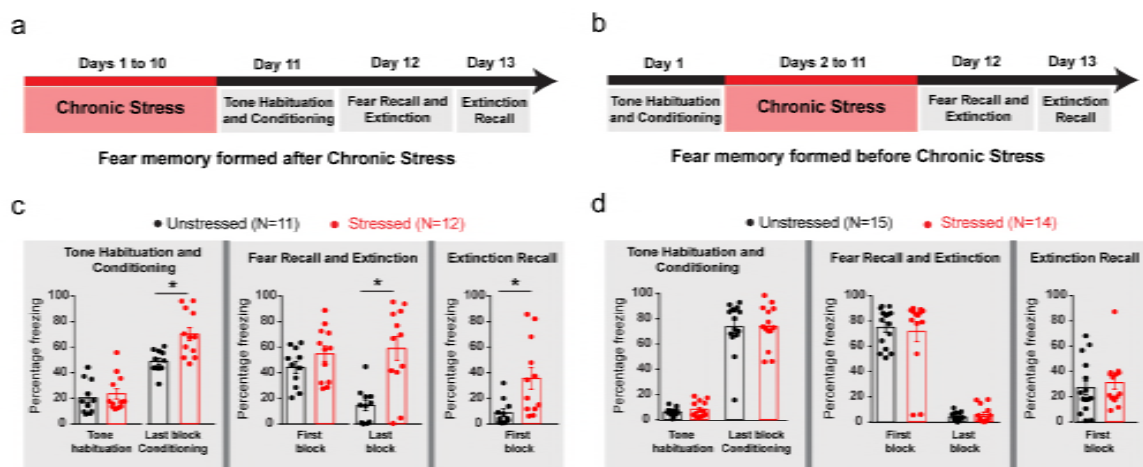 a
Days 1 to 10
Day 11
Day 12
Day 13
Chronic Stress
Tone Habituation
and Conditioning
Fear Recall and
Extinction
Extinction
Recall
Fear memory formed after Chronic Stress
b
Day 1
Days 2 to 11
Day 12
Day 13
Tone Habituation
and Conditioning
Chronic Stress
Fear Recall and
Extinction
Extinction
Recall
Fear memory formed before Chronic Stress
c
Unstressed (N=11) Stressed (N=12)
Tone Habituation and
Conditioning
Percentage freezing
100
80
60
40
20
0
*
Tone
habituation
Last block
Conditioning
Fear Recall and Extinction
Percentage freezing
100
80
60
40
20
0
*
First
block
Last
block
Extinction Recall
Percentage freezing
100
80
60
40
20
0
*
First
block
d
Unstressed (N=15) Stressed (N=14)
Tone Habituation and
Conditioning
Percentage freezing
100
80
60
40
20
0
Tone
habituation
Last block
Conditioning
Fear Recall and Extinction
Percentage freezing
100
80
60
40
20
0
First
block
Last
block
Extinction Recall
Percentage freezing
100
80
60
40
20
0
First
block